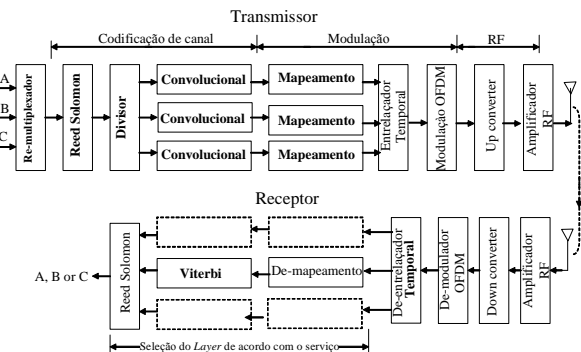 Transmissor
Codificação de canal
Modulação
RF
A
B
C
Re-multiplexador
Reed Solomon
Divisor
Convolucional
Convolucional
Convolucional
Mapeamento
Mapeamento
Mapeamento
Entrelaçador
Temporal
Modulação OFDM
Up converter
Amplificador
RF
Receptor
A, B or C
Reed Solomon
Viterbi
De-mapeamento
De-entrelaçador
Temporal
De-modulador
OFDM
Down converter
Amplificador
RF
Seleção do Layer de acordo com o serviço